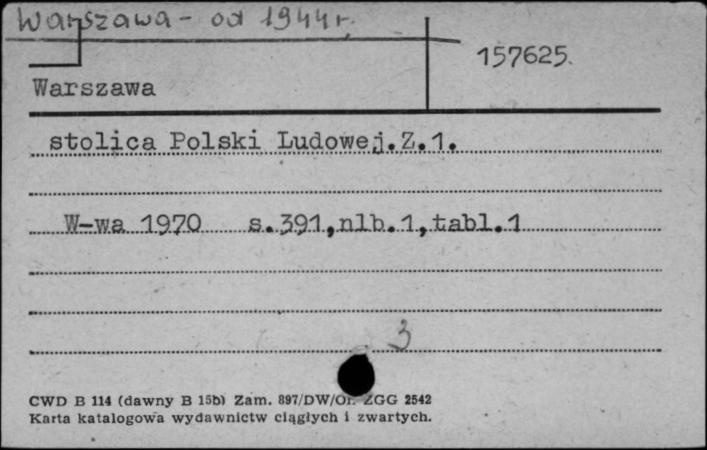 Warszawa - od 1944 r.
157625.
Warszawa
stolica Polski Ludowej.Z.1.
W-wa 1970 s.391,nlb.1,tabl.1
3
CWD B 114 (dawny B 15b) Zam. 897/DW/Of. ZGG 2542
Karta katalogowa wydawnictw ciągłych i zwartych.